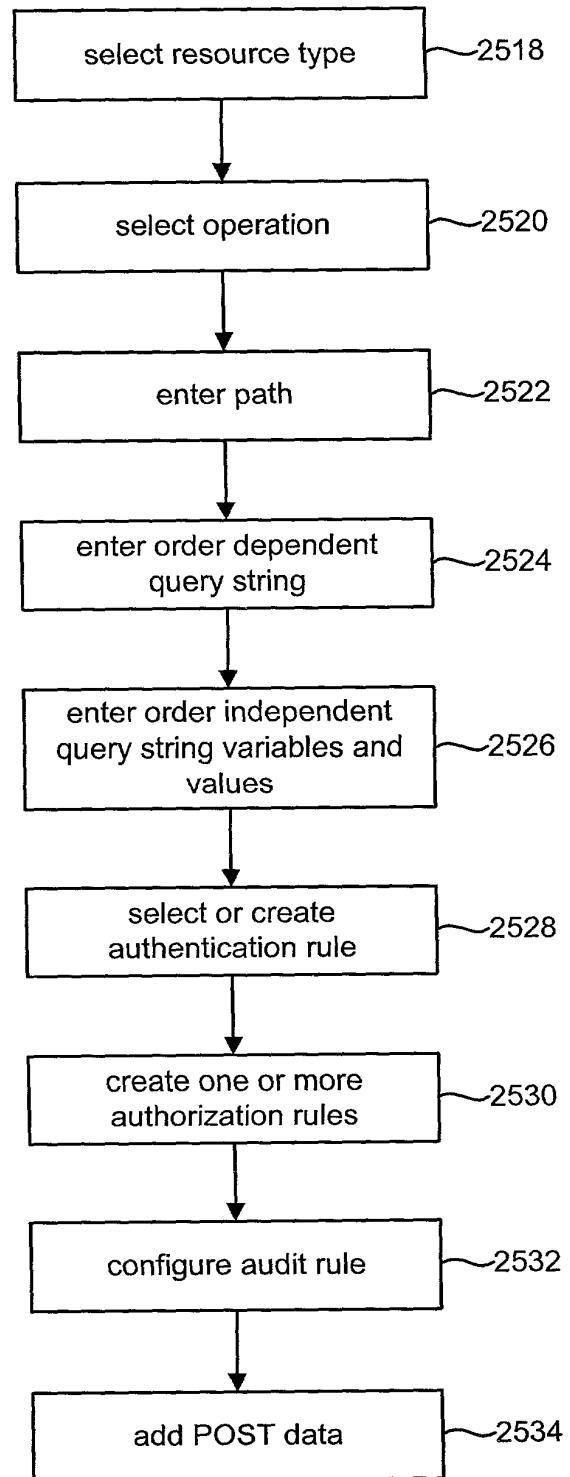 select resource type
2518
select operation
2520
enter path
2522
enter order dependent
query string
2524
enter order independent
query string variables and
values
2526
select or create
authentication rule
2528
create one or more
authorization rules
2530
configure audit rule
2532
add POST data
2534